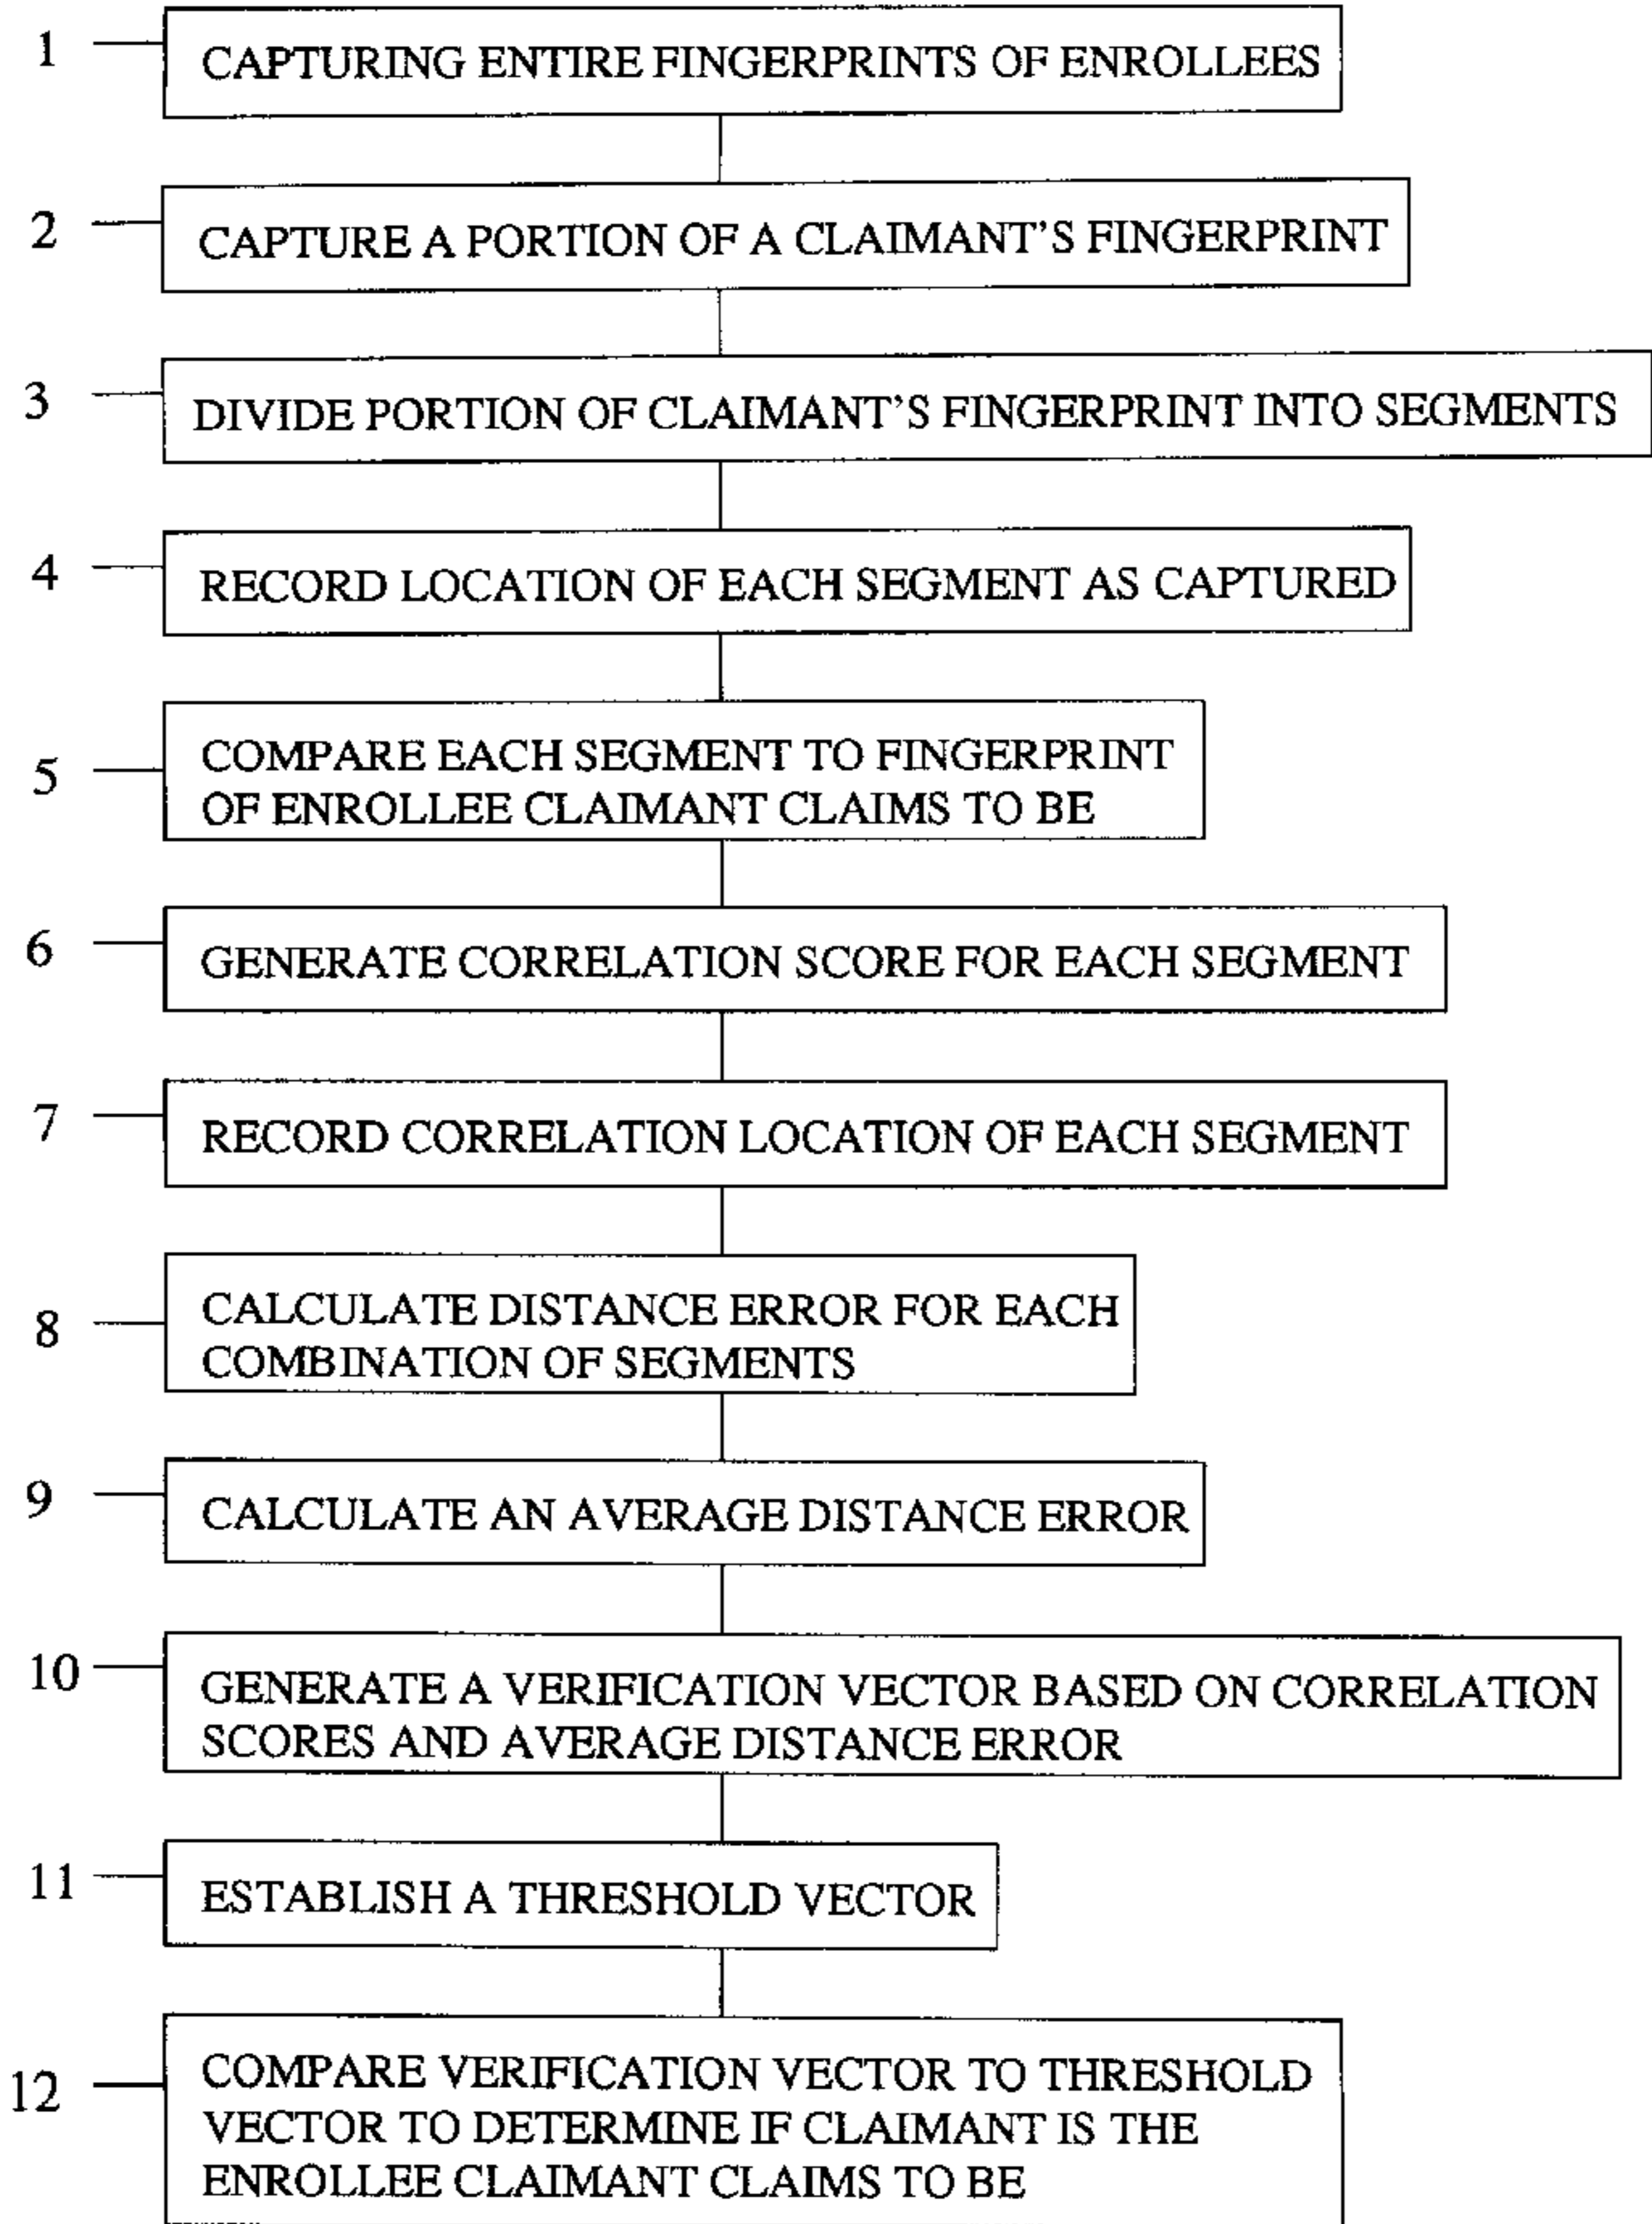 1 CAPTURING ENTIRE FINGERPRINTS OF ENROLLEES
2 CAPTURE A PORTION OF A CLAIMANT'S FINGERPRINT
3 DIVIDE PORTION OF CLAIMANT'S FINGERPRINT INTO SEGMENTS
4 RECORD LOCATION OF EACH SEGMENT AS CAPTURED
5 COMPARE EACH SEGMENT TO FINGERPRINT
OF ENROLLEE CLAIMANT CLAIMS TO BE
6 GENERATE CORRELATION SCORE FOR EACH SEGMENT
7 RECORD CORRELATION LOCATION OF EACH SEGMENT
8 CALCULATE DISTANCE ERROR FOR EACH
COMBINATION OF SEGMENTS
9 CALCULATE AN AVERAGE DISTANCE ERROR
10 GENERATE A VERIFICATION VECTOR BASED ON CORRELATION
SCORES AND AVERAGE DISTANCE ERROR
11 ESTABLISH A THRESHOLD VECTOR
12 COMPARE VERIFICATION VECTOR TO THRESHOLD
VECTOR TO DETERMINE IF CLAIMANT IS THE
ENROLLEE CLAIMANT CLAIMS TO BE